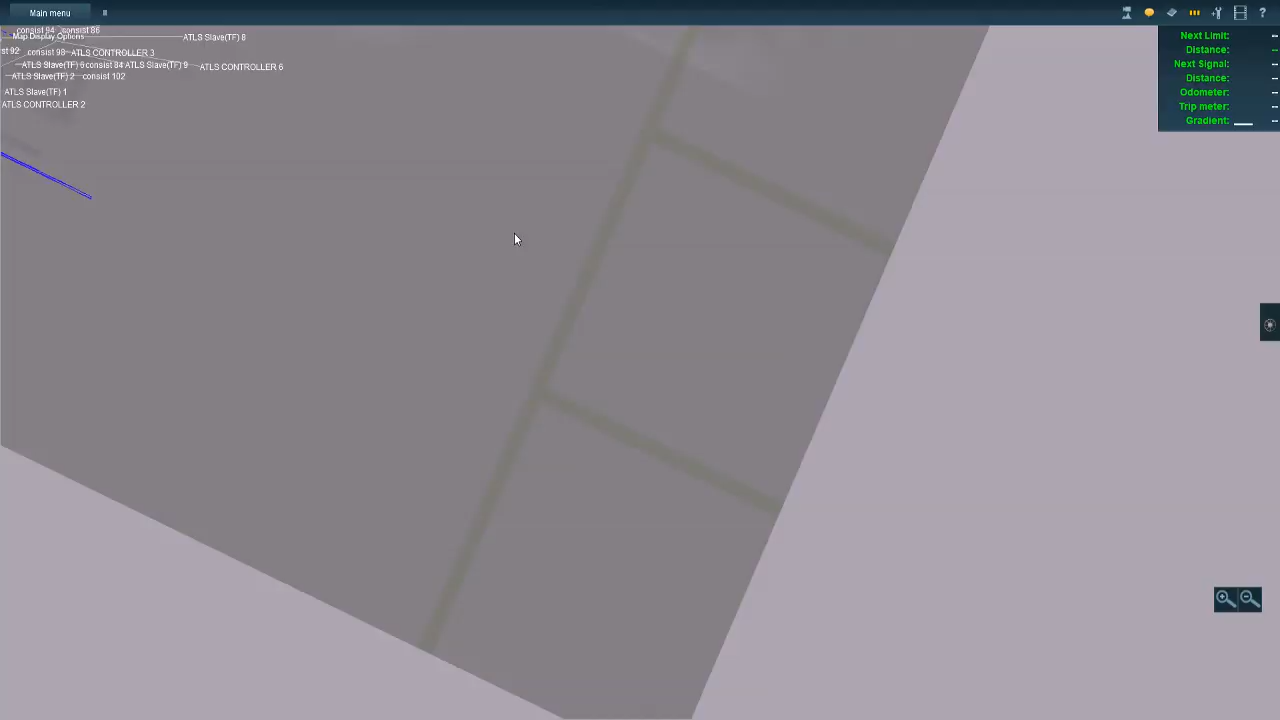 Main menu
consist 94 consist 86
Map Display Options
ATLS Slave(TF) 8
st 92 consist 98 ATLS CONTROLLER 3
ATLS Slave(TF) 6 consist 84 ATLS Slave(TF) 9 ATLS CONTROLLER 6
ATLS Slave(TF) 2 consist 102
ATLS Slave(TF) 1
ATLS CONTROLLER 2
Next Limit: --
Distance: --
Next Signal: --
Distance: --
Odometer: --
Trip meter: --
Gradient: --